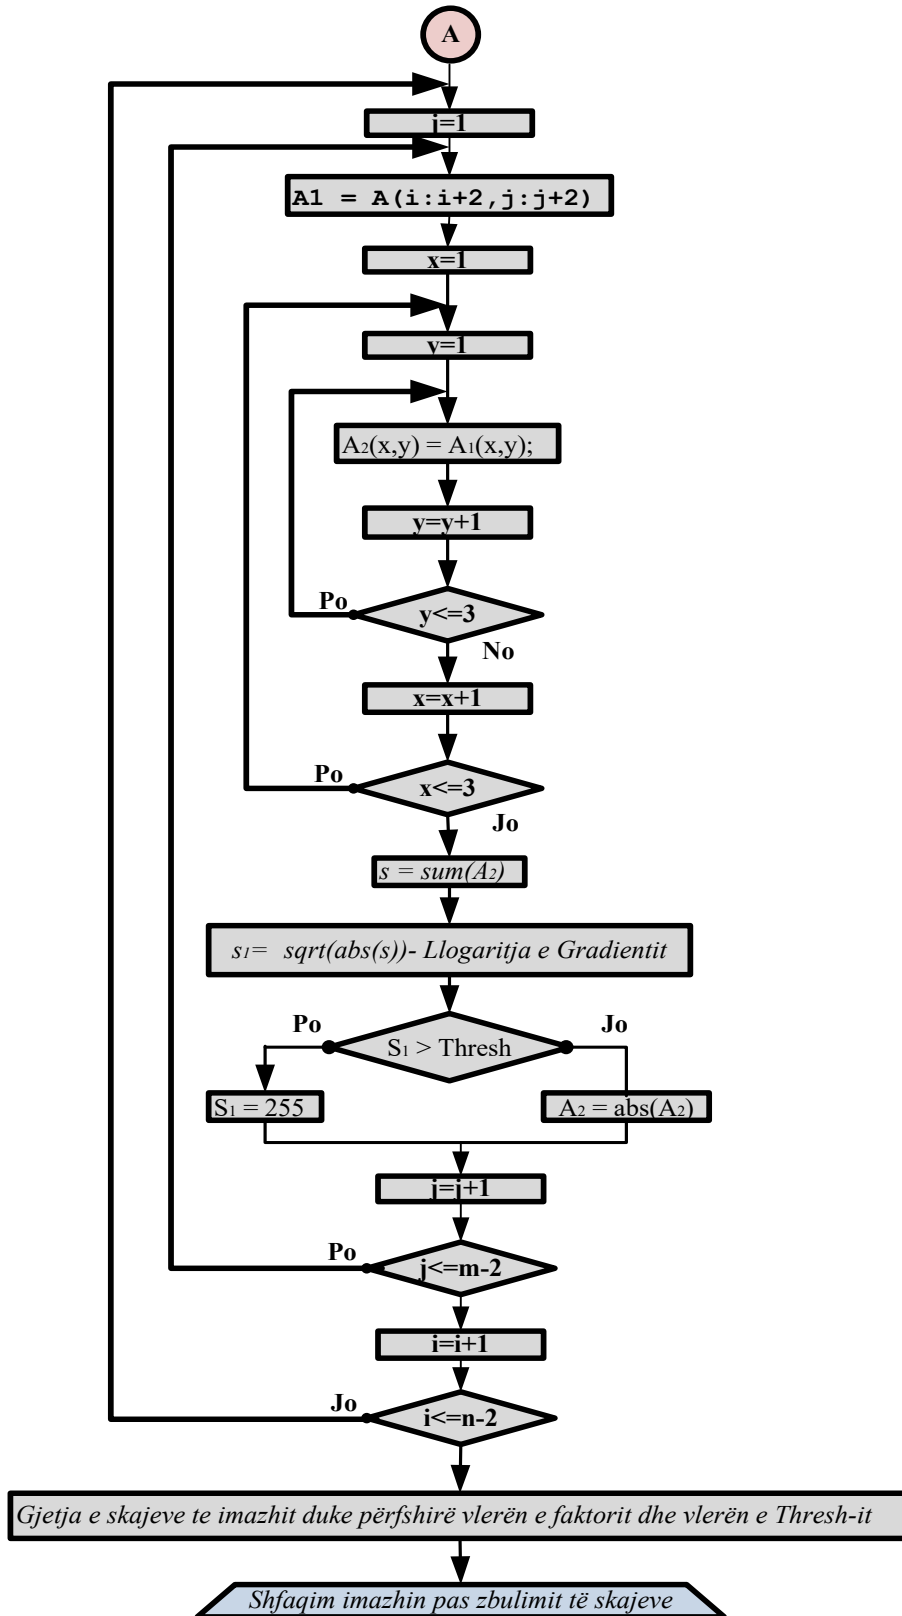 A
j=1
A1 = A(i:i+2,j:j+2)
x=1
y=1
A2(x,y) = A1(x,y);
y=y+1
Po
y<=3
No
x=x+1
Po
x<=3
Jo
s = sum(A2)
s1= sqrt(abs(s))- Llogaritja e Gradientit
Po
Jo
S1 > Thresh
S1 = 255
A2 = abs(A2)
j=j+1
Po
j<=m-2
i=i+1
Jo
i<=n-2
Gjetja e skajeve te imazhit duke përfshirë vlerën e faktorit dhe vlerën e Thresh-it
Shfaqim imazhin pas zbulimit të skajeve